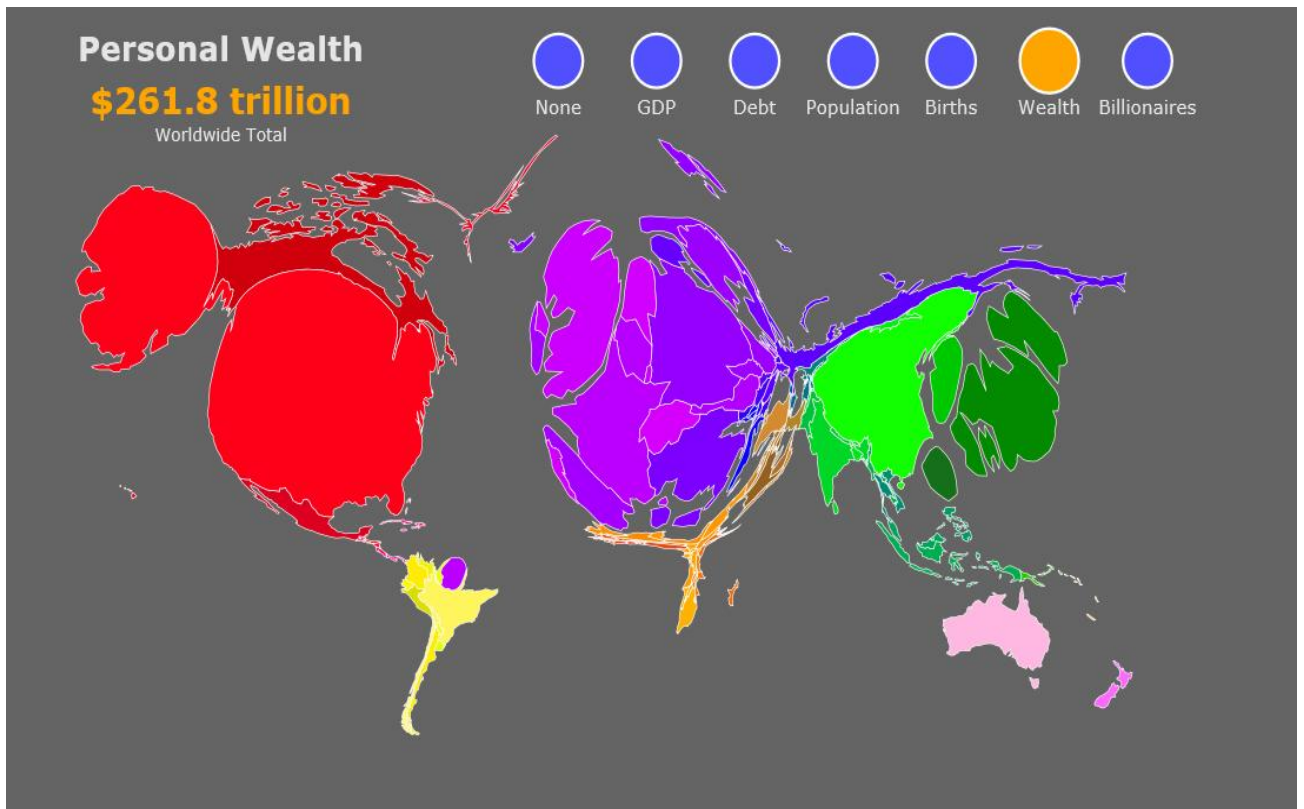 Personal Wealth
$261.8 trillion
Worldwide Total
None
GDP
Debt
Population
Births
Wealth
Billionaires